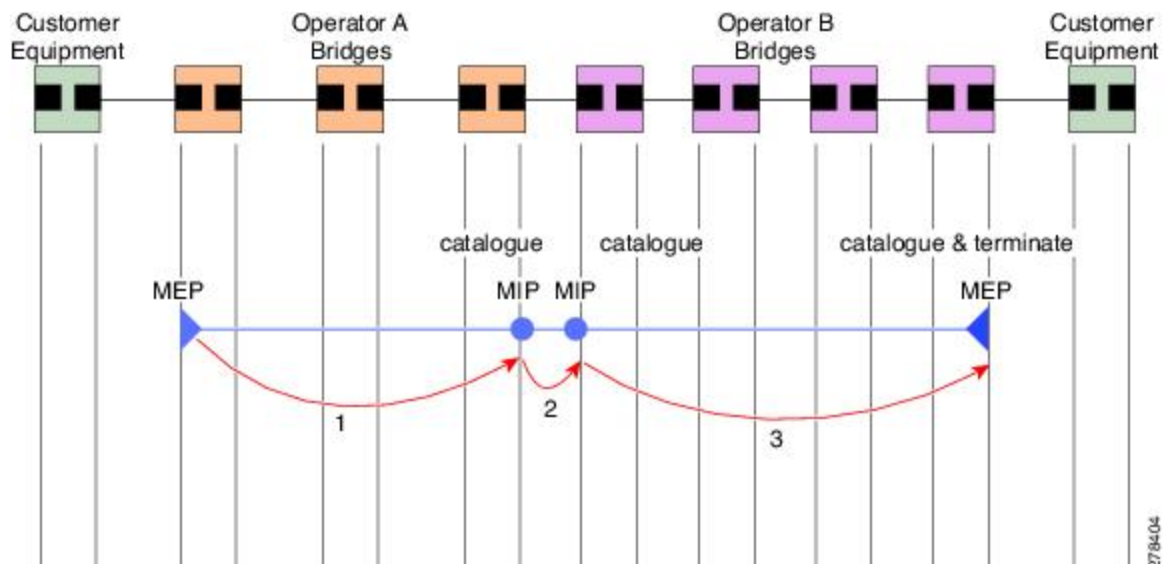 Customer
Equipment
Operator A
Bridges
Operator B
Bridges
Customer
Equipment
catalogue
catalogue
catalogue & terminate
MEP
MIP
MIP
MEP
1
2
3
278404